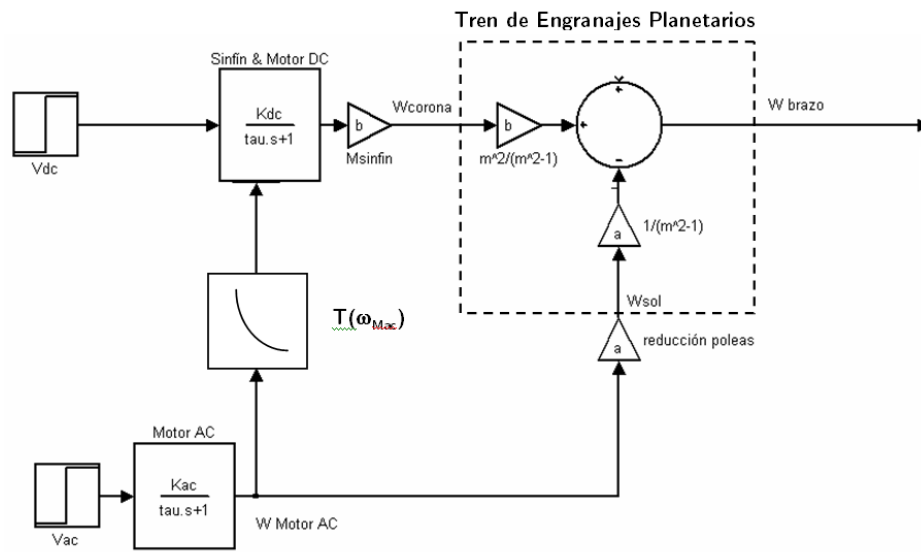 Tren de Engranajes Planetarios
Sinfín & Motor DC
Kdc
tau.s+1
Vdc
b
Msinfin
Wcorona
b
m^2/(m^2-1)
+
+
-
W brazo
a
1/(m^2-1)
Wsol
a
reducción poleas
T(ωMac)
Motor AC
Kac
tau.s+1
Vac
W Motor AC